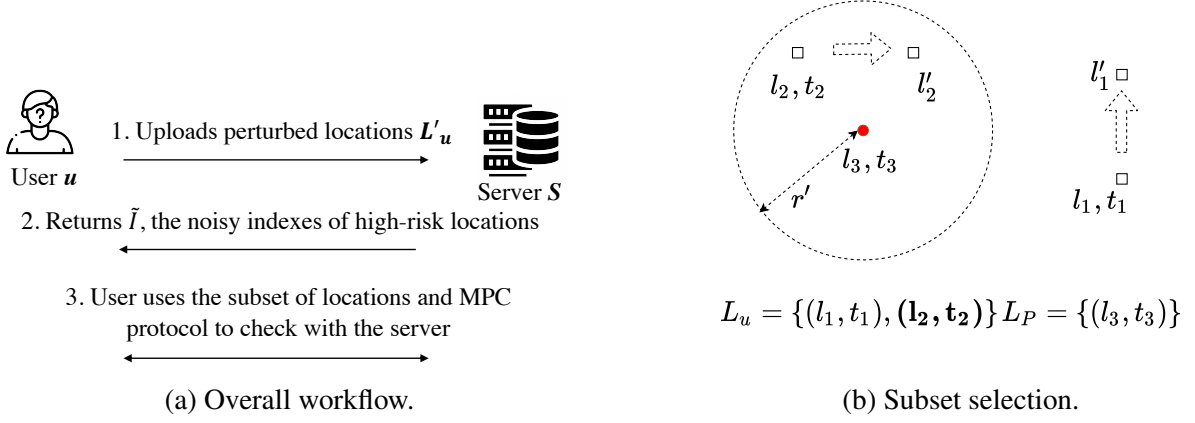 1. Uploads perturbed locations L'ᵤ
User u
Server S
2. Returns Ĩ, the noisy indexes of high-risk locations
3. User uses the subset of locations and MPC
protocol to check with the server
(a) Overall workflow.
l₂, t₂
l′₂
l₃, t₃
r′
l′₁
l₁, t₁
Lᵤ = {(l₁, t₁), (l₂, t₂)} L_P = {(l₃, t₃)}
(b) Subset selection.